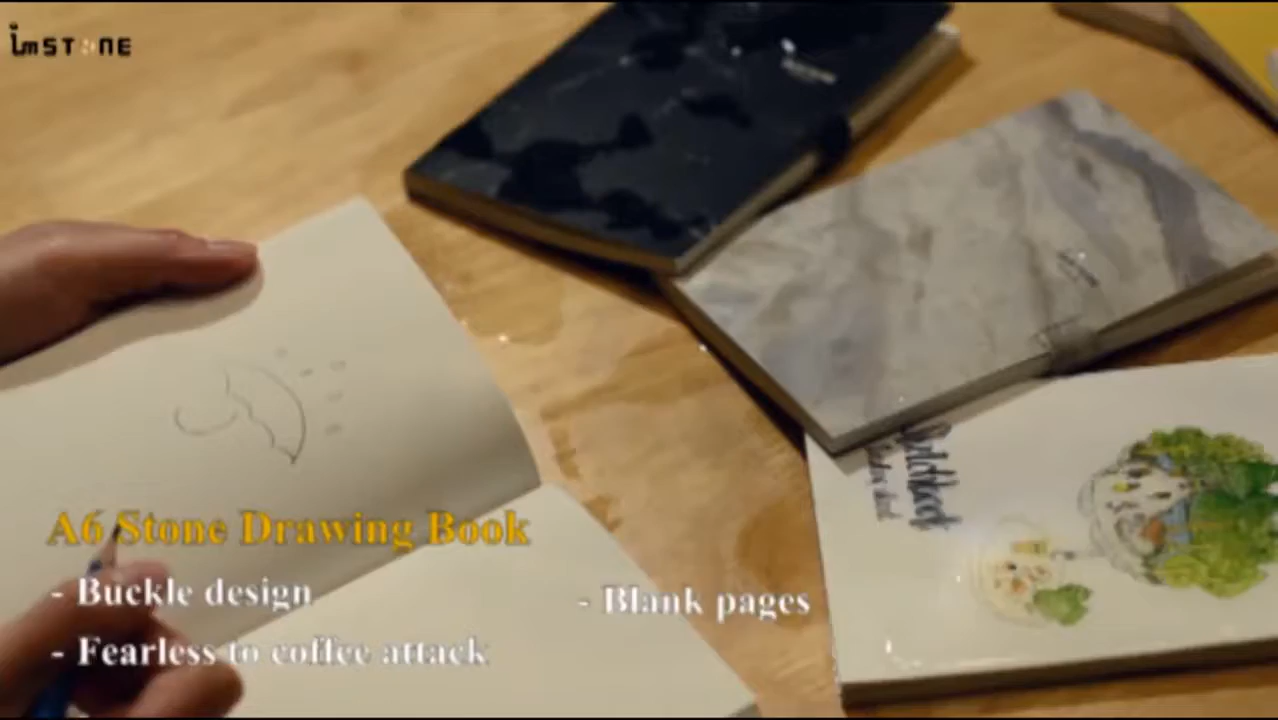 imSTONE
A6 Stone Drawing Book
- Buckle design
- Blank pages
- Fearless to coffee attack